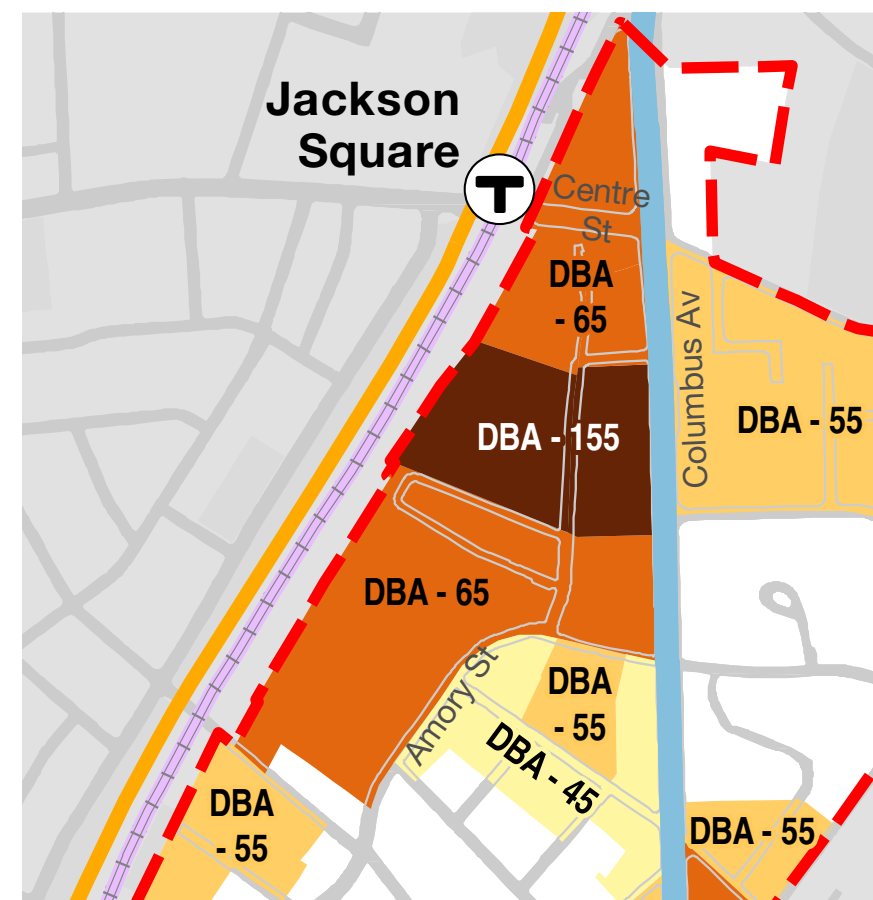 Jackson
Square
T
Centre
St
DBA
- 65
Columbus Av
DBA - 55
DBA - 155
DBA - 65
Amory St
DBA
- 55
DBA - 45
DBA
- 55
DBA - 55